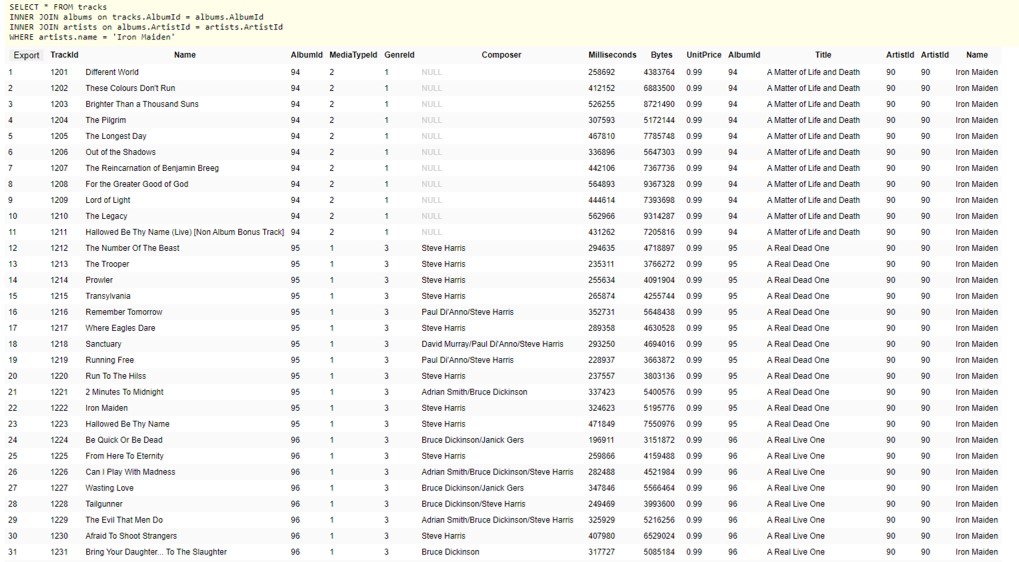 SELECT * FROM tracks
INNER JOIN albums on tracks.AlbumId = albums.AlbumId
INNER JOIN artists on albums.ArtistId = artists.ArtistId
WHERE artists.name = 'Iron Maiden'
Export TrackId Name AlbumId MediaTypeId GenreId Composer Milliseconds Bytes UnitPrice AlbumId Title ArtistId ArtistId Name
1 1201 Different World 94 2 1 NULL 258692 4383764 0.99 94 A Matter of Life and Death 90 90 Iron Maiden
2 1202 These Colours Don't Run 94 2 1 NULL 412152 6883500 0.99 94 A Matter of Life and Death 90 90 Iron Maiden
3 1203 Brighter Than a Thousand Suns 94 2 1 NULL 526255 8721490 0.99 94 A Matter of Life and Death 90 90 Iron Maiden
4 1204 The Pilgrim 94 2 1 NULL 307593 5172144 0.99 94 A Matter of Life and Death 90 90 Iron Maiden
5 1205 The Longest Day 94 2 1 NULL 467810 7785748 0.99 94 A Matter of Life and Death 90 90 Iron Maiden
6 1206 Out of the Shadows 94 2 1 NULL 336896 5647303 0.99 94 A Matter of Life and Death 90 90 Iron Maiden
7 1207 The Reincarnation of Benjamin Breeg 94 2 1 NULL 442106 7367736 0.99 94 A Matter of Life and Death 90 90 Iron Maiden
8 1208 For the Greater Good of God 94 2 1 NULL 564893 9367328 0.99 94 A Matter of Life and Death 90 90 Iron Maiden
9 1209 Lord of Light 94 2 1 NULL 444614 7393698 0.99 94 A Matter of Life and Death 90 90 Iron Maiden
10 1210 The Legacy 94 2 1 NULL 562966 9314287 0.99 94 A Matter of Life and Death 90 90 Iron Maiden
11 1211 Hallowed Be Thy Name (Live) [Non Album Bonus Track] 94 2 1 NULL 431262 7205816 0.99 94 A Matter of Life and Death 90 90 Iron Maiden
12 1212 The Number Of The Beast 95 1 3 Steve Harris 294635 4718897 0.99 95 A Real Dead One 90 90 Iron Maiden
13 1213 The Trooper 95 1 3 Steve Harris 235311 3766272 0.99 95 A Real Dead One 90 90 Iron Maiden
14 1214 Prowler 95 1 3 Steve Harris 255634 4091904 0.99 95 A Real Dead One 90 90 Iron Maiden
15 1215 Transylvania 95 1 3 Steve Harris 265874 4255744 0.99 95 A Real Dead One 90 90 Iron Maiden
16 1216 Remember Tomorrow 95 1 3 Paul Di'Anno/Steve Harris 352731 5648438 0.99 95 A Real Dead One 90 90 Iron Maiden
17 1217 Where Eagles Dare 95 1 3 Steve Harris 289358 4630528 0.99 95 A Real Dead One 90 90 Iron Maiden
18 1218 Sanctuary 95 1 3 David Murray/Paul Di'Anno/Steve Harris 293250 4694016 0.99 95 A Real Dead One 90 90 Iron Maiden
19 1219 Running Free 95 1 3 Paul Di'Anno/Steve Harris 228937 3663872 0.99 95 A Real Dead One 90 90 Iron Maiden
20 1220 Run To The Hilss 95 1 3 Steve Harris 237557 3803136 0.99 95 A Real Dead One 90 90 Iron Maiden
21 1221 2 Minutes To Midnight 95 1 3 Adrian Smith/Bruce Dickinson 337423 5400576 0.99 95 A Real Dead One 90 90 Iron Maiden
22 1222 Iron Maiden 95 1 3 Steve Harris 324623 5195776 0.99 95 A Real Dead One 90 90 Iron Maiden
23 1223 Hallowed Be Thy Name 95 1 3 Steve Harris 471849 7550976 0.99 95 A Real Dead One 90 90 Iron Maiden
24 1224 Be Quick Or Be Dead 96 1 3 Bruce Dickinson/Janick Gers 196911 3151872 0.99 96 A Real Live One 90 90 Iron Maiden
25 1225 From Here To Eternity 96 1 3 Steve Harris 259866 4159488 0.99 96 A Real Live One 90 90 Iron Maiden
26 1226 Can I Play With Madness 96 1 3 Adrian Smith/Bruce Dickinson/Steve Harris 282488 4521984 0.99 96 A Real Live One 90 90 Iron Maiden
27 1227 Wasting Love 96 1 3 Bruce Dickinson/Janick Gers 347846 5566464 0.99 96 A Real Live One 90 90 Iron Maiden
28 1228 Tailgunner 96 1 3 Bruce Dickinson/Steve Harris 249469 3993600 0.99 96 A Real Live One 90 90 Iron Maiden
29 1229 The Evil That Men Do 96 1 3 Adrian Smith/Bruce Dickinson/Steve Harris 325929 5216256 0.99 96 A Real Live One 90 90 Iron Maiden
30 1230 Afraid To Shoot Strangers 96 1 3 Steve Harris 407980 6529024 0.99 96 A Real Live One 90 90 Iron Maiden
31 1231 Bring Your Daughter... To The Slaughter 96 1 3 Bruce Dickinson 317727 5085184 0.99 96 A Real Live One 90 90 Iron Maiden